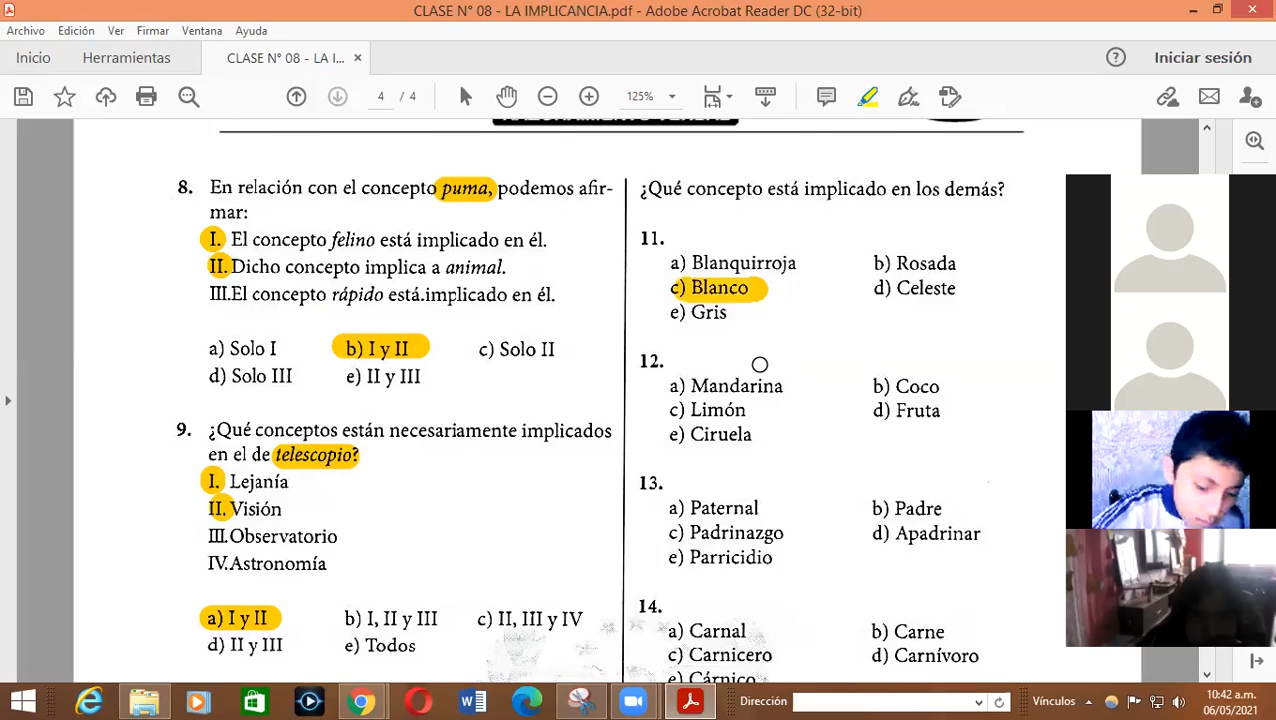 CLASE N° 08 - LA IMPLICANCIA.pdf - Adobe Acrobat Reader DC (32-bit)
Archivo Edición Ver Firmar Ventana Ayuda
Inicio Herramientas CLASE N° 08 - LA I... × Iniciar sesión
4 / 4 125%
8. En relación con el concepto puma, podemos afir-
mar:
I. El concepto felino está implicado en él.
II. Dicho concepto implica a animal.
III. El concepto rápido está.implicado en él.
a) Solo I b) I y II c) Solo II
d) Solo III e) II y III
9. ¿Qué conceptos están necesariamente implicados
en el de telescopio?
I. Lejanía
II. Visión
III. Observatorio
IV. Astronomía
a) I y II b) I, II y III c) II, III y IV
d) II y III e) Todos
¿Qué concepto está implicado en los demás?
11.
a) Blanquirroja b) Rosada
c) Blanco d) Celeste
e) Gris
12.
a) Mandarina b) Coco
c) Limón d) Fruta
e) Ciruela
13.
a) Paternal b) Padre
c) Padrinazgo d) Apadrinar
e) Parricidio
14.
a) Carnal b) Carne
c) Carnicero d) Carnívoro
e) Cárnico
Dirección Vínculos 10:42 a.m.
06/05/2021